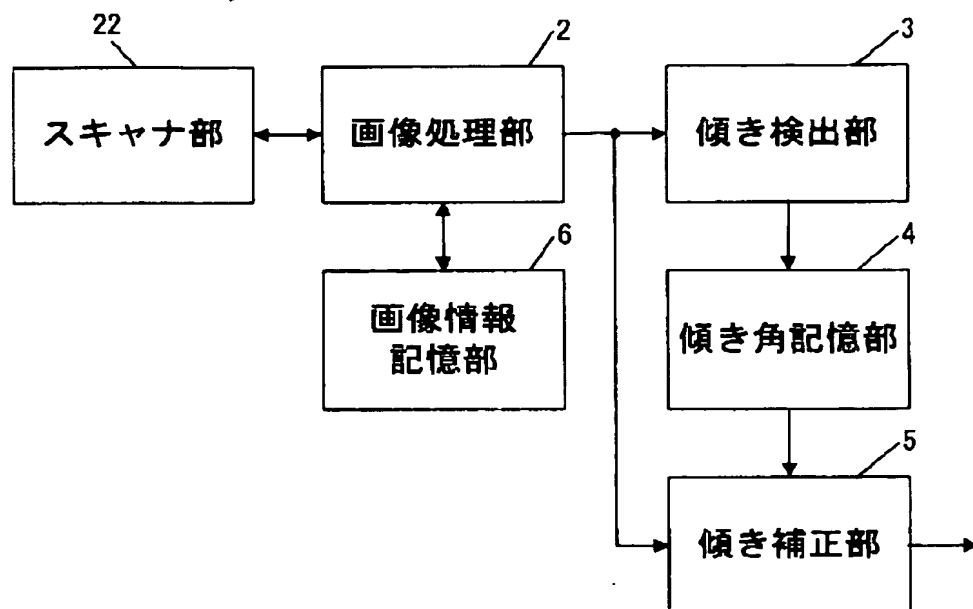 22
2
3
スキャナ部
画像処理部
傾き検出部
6
4
画像情報
記憶部
傾き角記憶部
5
傾き補正部